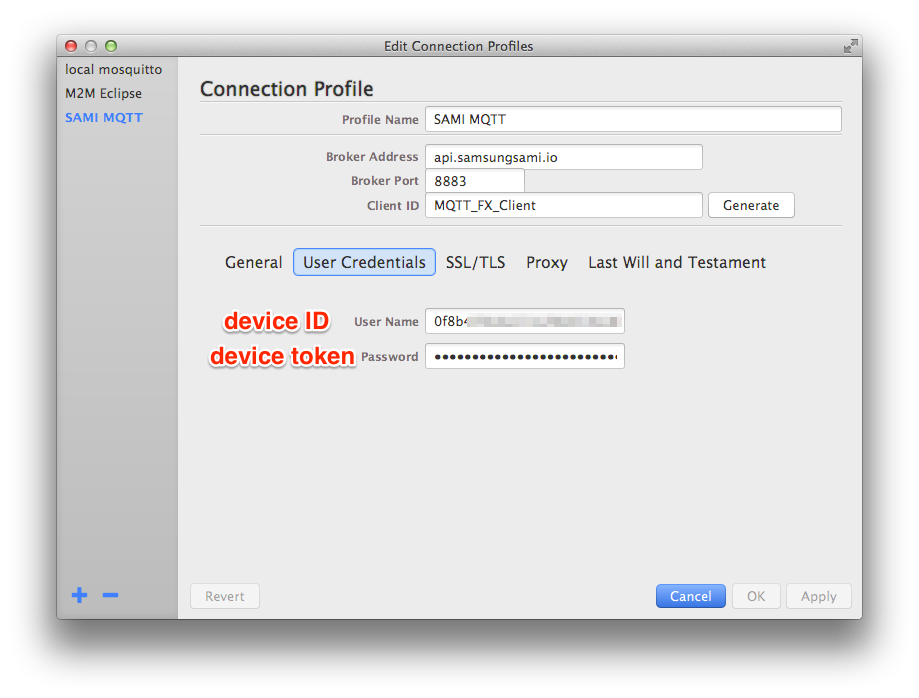 Edit Connection Profiles
local mosquitto
M2M Eclipse
SAMI MQTT
Connection Profile
Profile Name SAMI MQTT
Broker Address api.samsungsami.io
Broker Port 8883
Client ID MQTT_FX_Client Generate
General User Credentials SSL/TLS Proxy Last Will and Testament
device ID User Name 0f8b4
device token Password ••••••••••••••••••••••••
Revert Cancel OK Apply